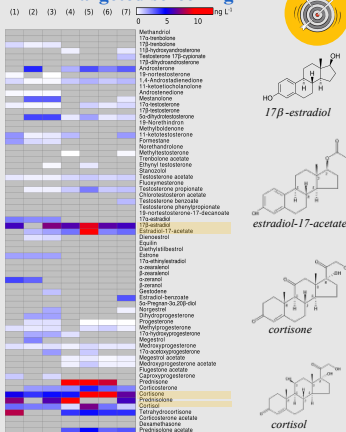 (1) (2) (3) (4) (5) (6) (7) ng L⁻¹
0 5 10
Methandriol
17α-trenbolone
17β-trenbolone
11β-hydroxyandrosterone
Testosterone 17β-cypionate
17β-dihydroandrosterone
Androsterone
19-nortestosterone
1,4-Androstadienedione
11-ketoetiocholanolone
Androstenedione
Mestanolone
17α-testosterone
17β-testosterone
5α-dihydrotestosterone
19-Norethindron
Methylboldenone
11-ketotestosterone
Formestane
Norethandrolone
Methyltestosterone
Trenbolone acetate
Ethynyl testosterone
Stanozolol
Testosterone acetate
Fluoxymesterone
Testosterone propionate
Chlorotestosteron acetate
Testosterone benzoate
Testosterone phenylpropionate
19-nortestosterone-17-decanoate
17α-estradiol
17β-estradiol
Estradiol-17-acetate
Dienoestrol
Equilin
Diethylstilbestrol
Estrone
17α-ethinylestradiol
α-zearalenol
β-zearalenol
α-zeranol
β-zeranol
Gestodene
Estradiol-benzoate
5α-Pregnan-3α,20β-diol
Norgestrel
Dihydroprogesterone
Progesterone
Methylprogesterone
17α-hydroxyprogesterone
Megestrol
Medroxyprogesterone
17α-acetoxyprogesterone
Megestrol acetate
Medroxyprogesterone acetate
Flugestone acetate
Caproxyprogesterone
Prednisone
Corticosterone
Cortisone
Prednisolone
Cortisol
Tetrahydrocortisone
Corticosterone acetate
Dexamethasone
Prednisolone acetate
OH
HO
17β-estradiol
estradiol-17-acetate
cortisone
cortisol